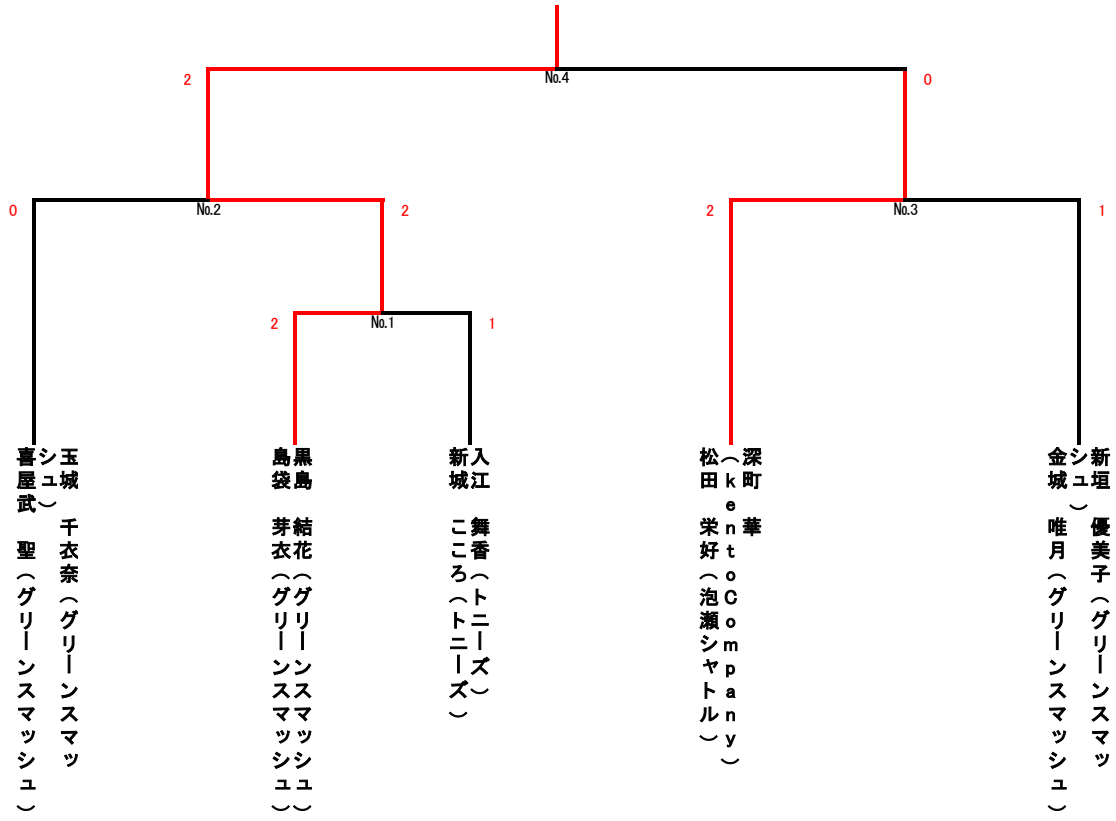 No.4
2
0
No.2
0
2
No.3
2
1
No.1
2
1
玉城　千衣奈（グリーンスマッ
シュ）
喜屋武　聖（グリーンスマッシュ）
黒島　結花（グリーンスマッシュ）
島袋　芽衣（グリーンスマッシュ）
入江　舞香（トニーズ）
新城　こころ（トニーズ）
深町　華
（kentoCompany）
松田　栄好（泡瀬シャトル）
新垣　優美子（グリーンスマッ
シュ）
金城　唯月（グリーンスマッシュ）